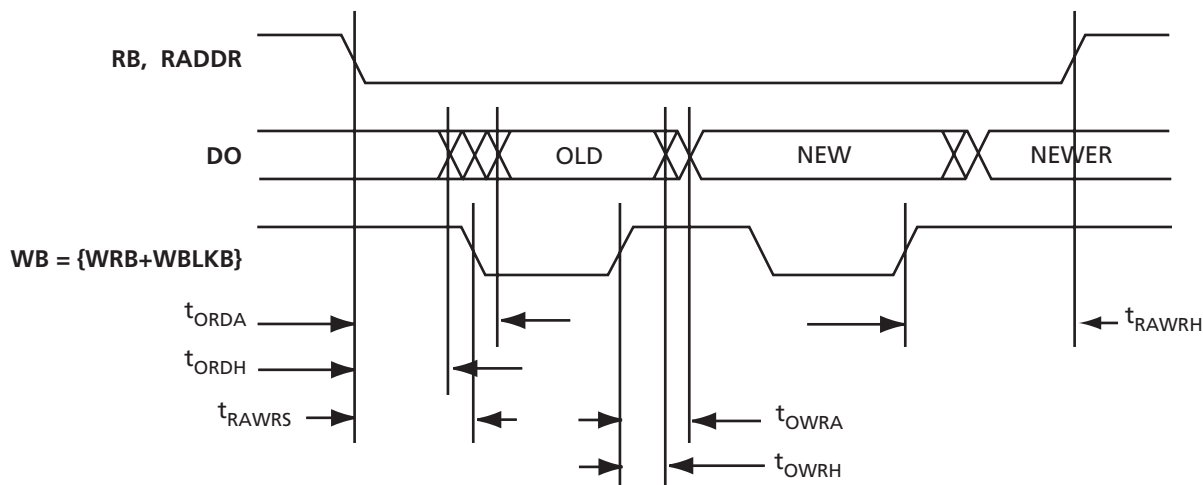 RB, RADDR
DO
OLD
NEW
NEWER
WB = {WRB+WBLKB}
tORDA
tRAWRH
tORDH
tRAWRS
tOWRA
tOWRH